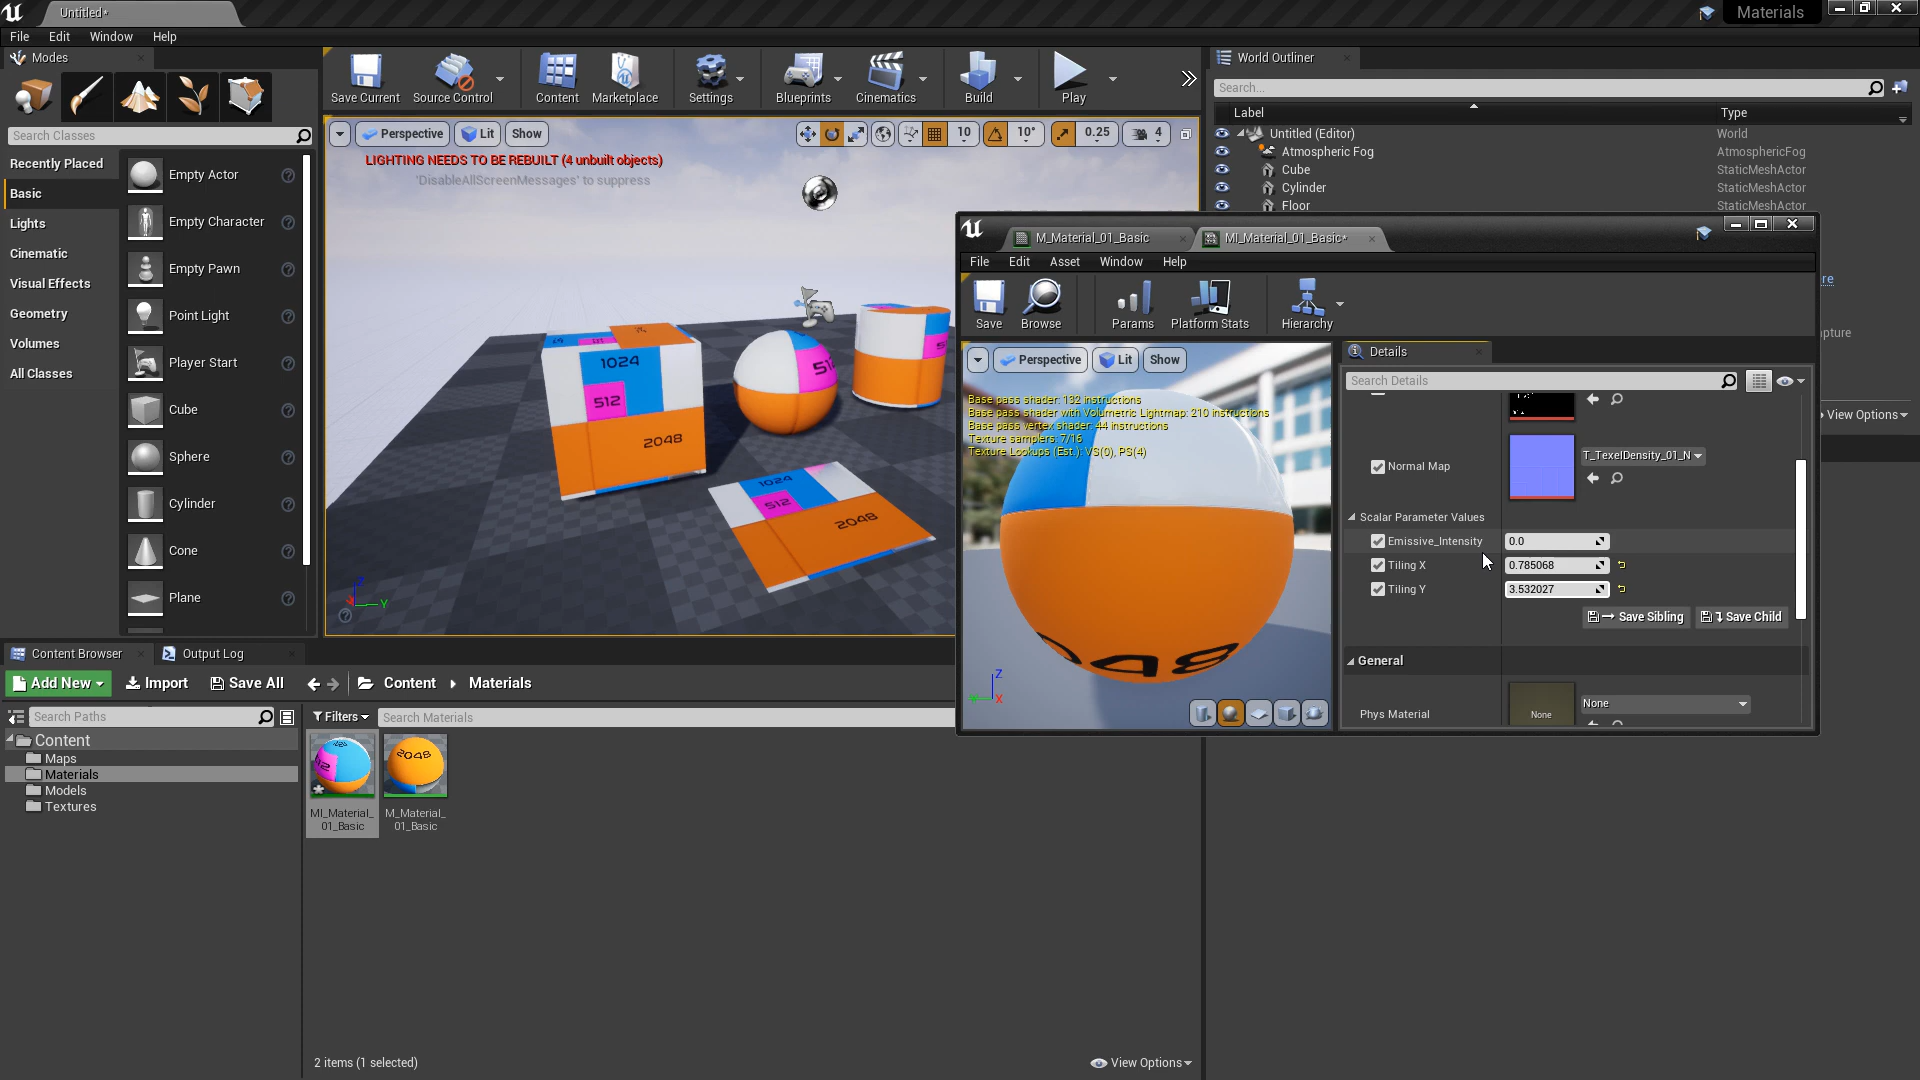 Untitled*
Materials
File Edit Window Help
Modes
Search Classes
Recently Placed
Basic
Lights
Cinematic
Visual Effects
Geometry
Volumes
All Classes
Empty Actor
Empty Character
Empty Pawn
Point Light
Player Start
Cube
Sphere
Cylinder
Cone
Plane
Save Current Source Control Content Marketplace Settings Blueprints Cinematics Build Play
Perspective Lit Show 10 10° 0.25 4
LIGHTING NEEDS TO BE REBUILT (4 unbuilt objects)
'DisableAllScreenMessages' to suppress
1024
512
2048
512
1024
512
2048
Z
Y
World Outliner
Search...
Label Type
Untitled (Editor) World
Atmospheric Fog AtmosphericFog
Cube StaticMeshActor
Cylinder StaticMeshActor
Floor StaticMeshActor
View Options
M_Material_01_Basic MI_Material_01_Basic*
File Edit Asset Window Help
Save Browse Params Platform Stats Hierarchy
Perspective Lit Show
Base pass shader: 132 instructions
Base pass shader with Volumetric Lightmap: 210 instructions
Base pass vertex shader: 44 instructions
Texture samplers: 7/16
Texture Lookups (Est.): VS(0), PS(4)
Z
X
Details
Search Details
Normal Map T_TexelDensity_01_N
Scalar Parameter Values
Emissive_Intensity 0.0
Tiling X 0.785068
Tiling Y 3.532027
Save Sibling Save Child
General
Phys Material None None
Content Browser Output Log
Add New Import Save All Content Materials
Search Paths
Filters Search Materials
Content
Maps
Materials
Models
Textures
MI_Material_
01_Basic
M_Material_
01_Basic
2 items (1 selected)
View Options